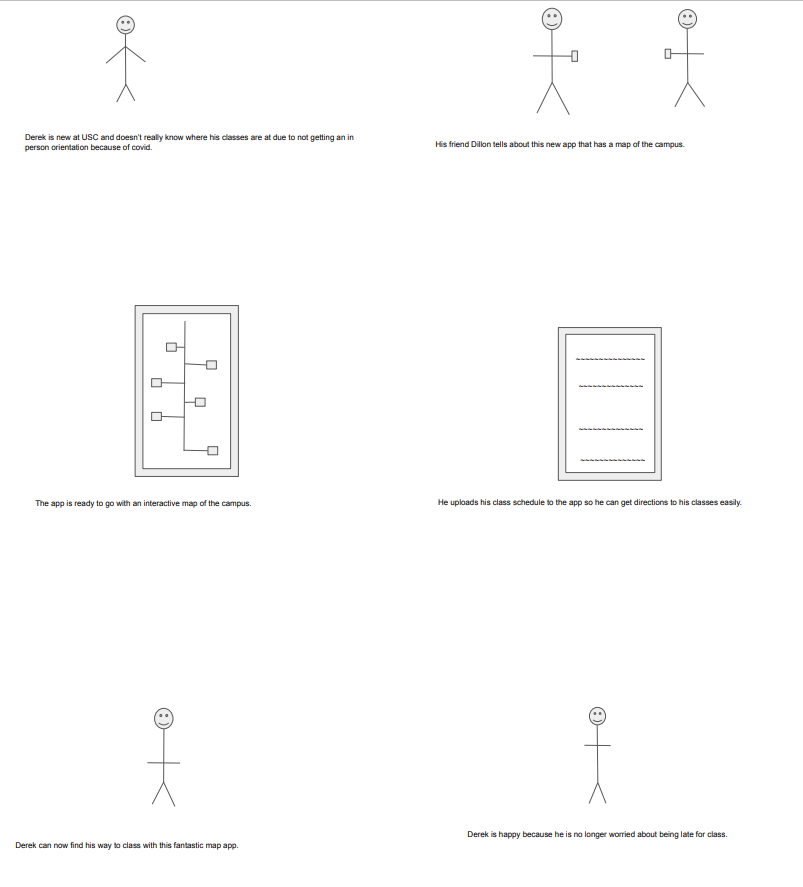 Derek is new at USC and doesn't really know where his classes are at due to not getting an in
person orientation because of covid.
His friend Dillon tells about this new app that has a map of the campus.
The app is ready to go with an interactive map of the campus.
He uploads his class schedule to the app so he can get directions to his classes easily.
Derek can now find his way to class with this fantastic map app.
Derek is happy because he is no longer worried about being late for class.